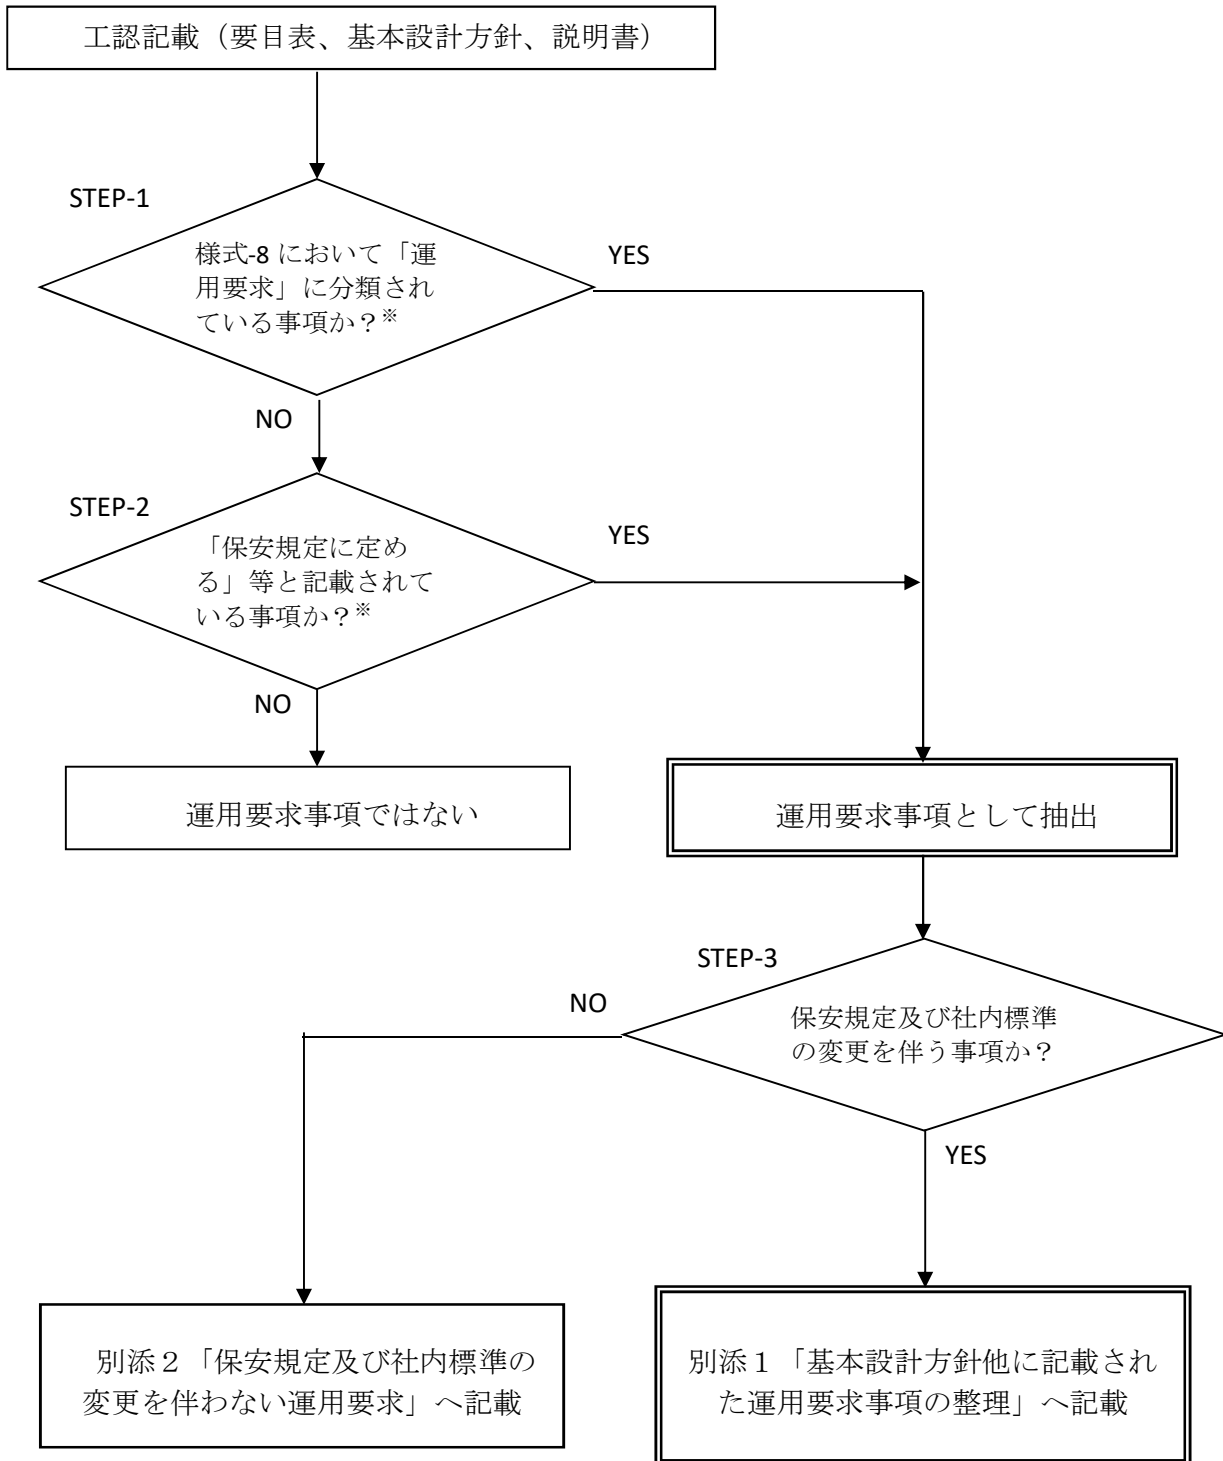 工認記載（要目表、基本設計方針、説明書）
STEP-1
様式-8 において「運
用要求」に分類され
ている事項か？※
YES
NO
STEP-2
「保安規定に定め
る」等と記載されて
いる事項か？※
YES
NO
運用要求事項ではない
運用要求事項として抽出
STEP-3
NO
保安規定及び社内標準
の変更を伴う事項か？
YES
別添２「保安規定及び社内標準の
変更を伴わない運用要求」へ記載
別添１「基本設計方針他に記載され
た運用要求事項の整理」へ記載